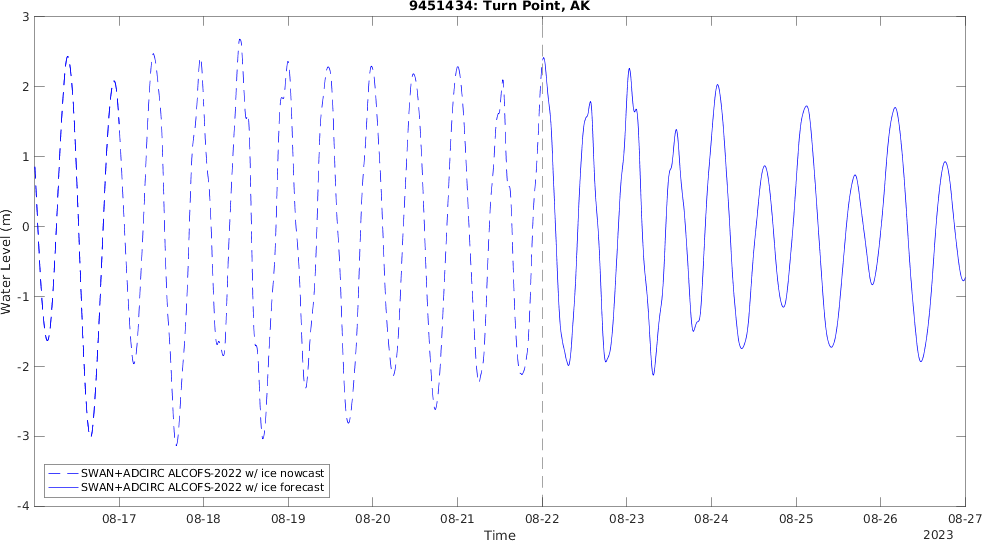 9451434: Turn Point, AK
3
2
1
0
-1
-2
-3
-4
Water Level (m)
SWAN+ADCIRC ALCOFS-2022 w/ ice nowcast
SWAN+ADCIRC ALCOFS-2022 w/ ice forecast
08-17 08-18 08-19 08-20 08-21 08-22 08-23 08-24 08-25 08-26 08-27
Time
2023